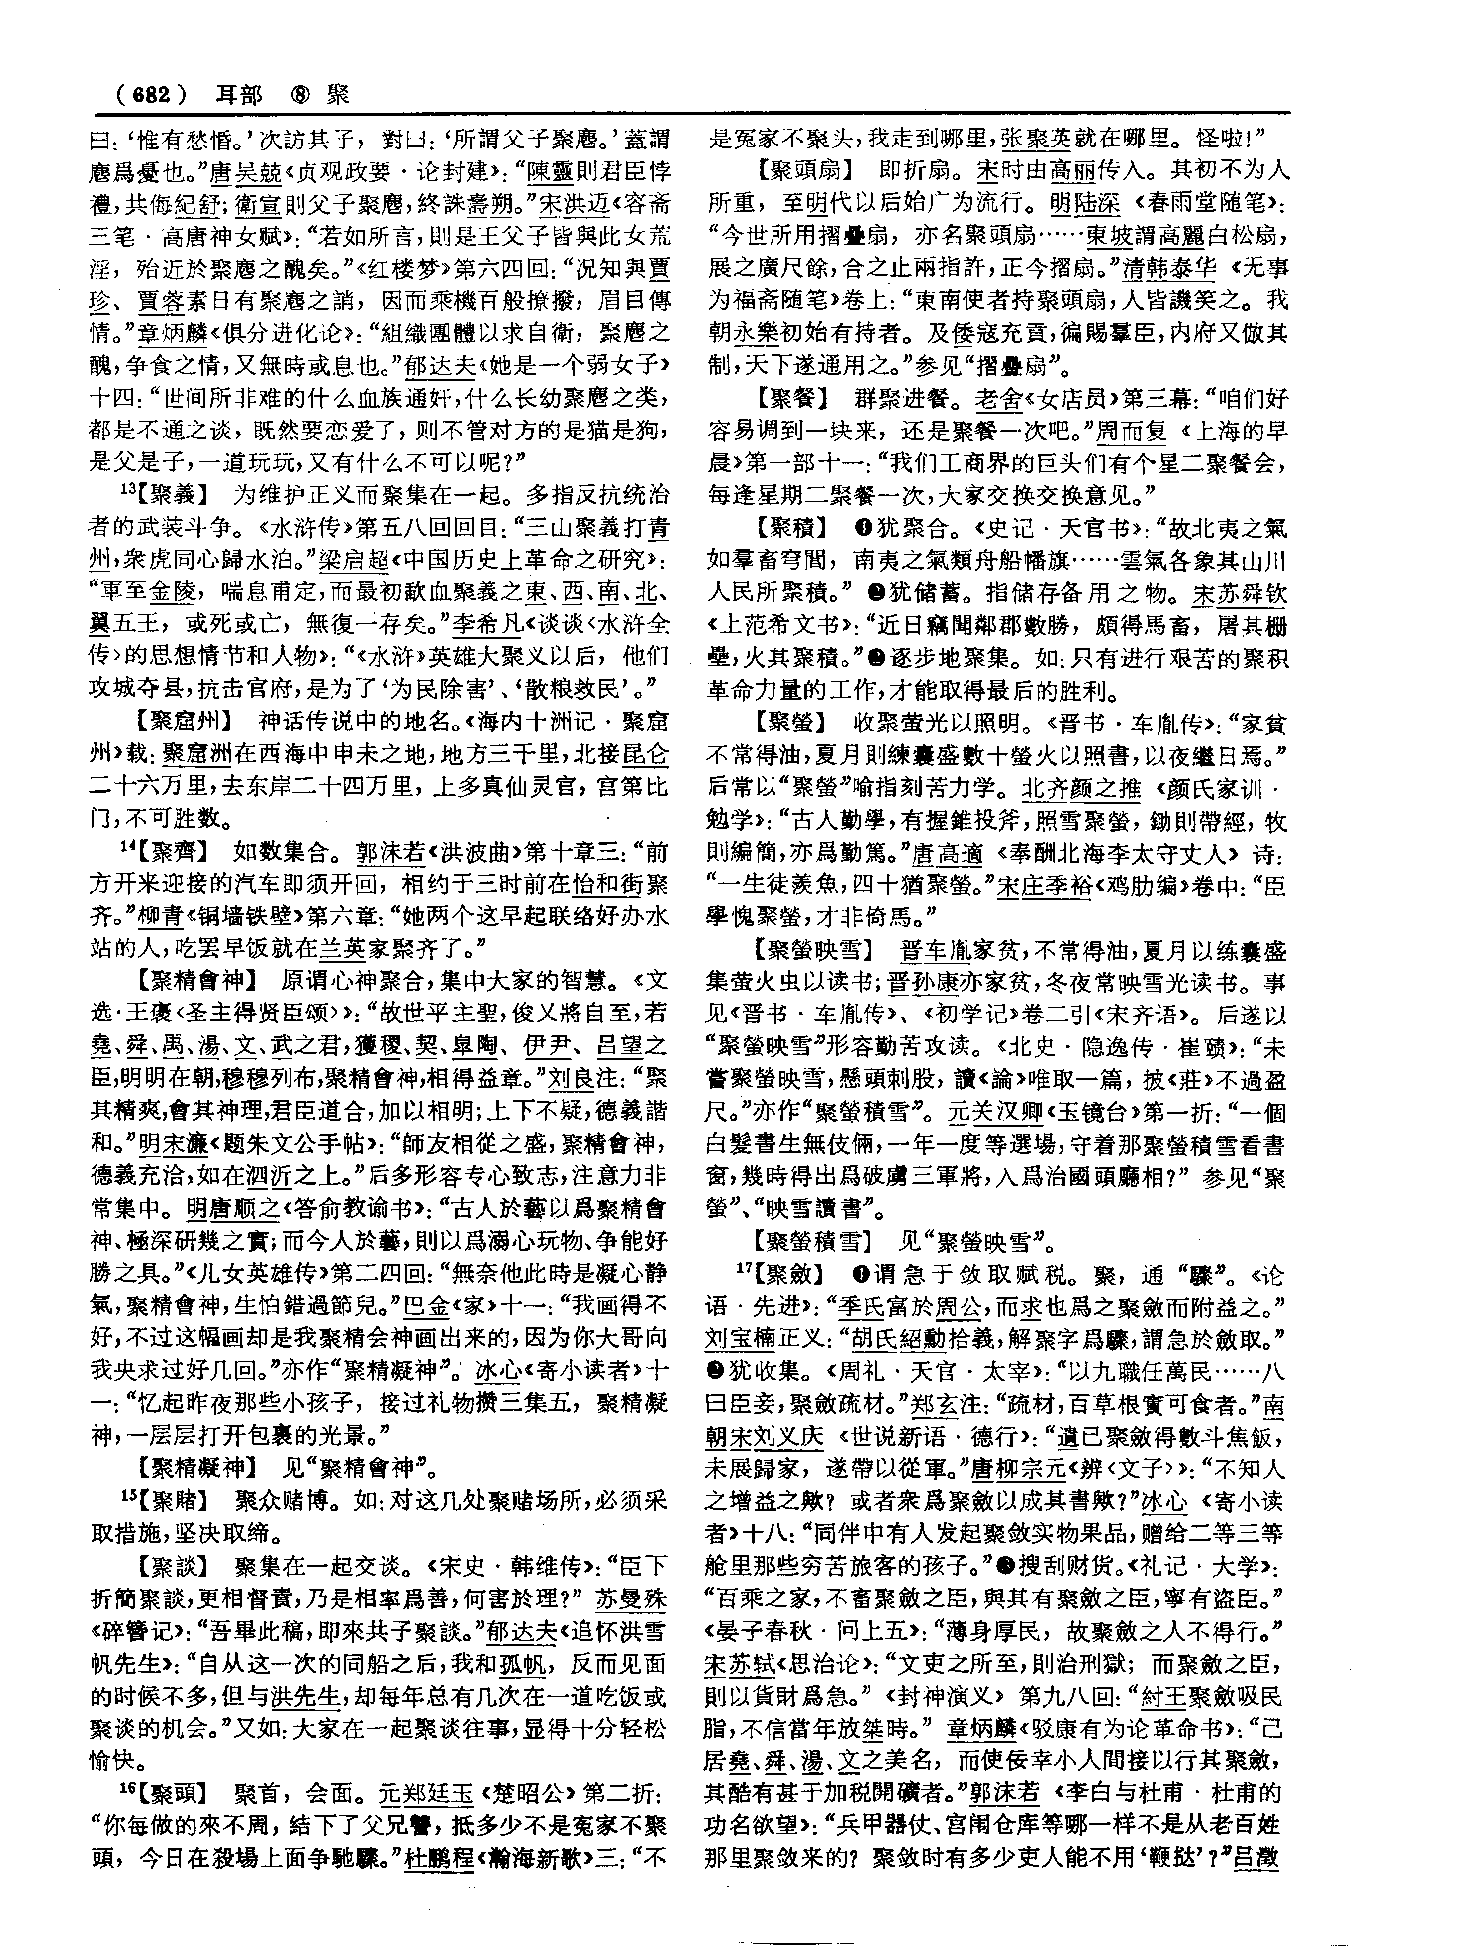 (682) 耳部 ⑧ 聚
曰：‘惟有愁惛。’次訪其子，對曰：‘所謂父子聚麀。’蓋謂
麀爲憂也。”唐吴兢《贞观政要·论封建》：“陳靈則君臣悖
禮，共侮紀舒；衛宣則父子聚麀，終誅壽朔。”宋洪迈《容斋
三笔·高唐神女赋》：“若如所言，則是王父子皆與此女荒
淫，殆近於聚麀之醜矣。”《红楼梦》第六四回：“况知與賈
珍、賈蓉素日有聚麀之誚，因而乘機百般撩撥，眉目傳
情。”章炳麟《俱分进化论》：“組織團體以求自衛，聚麀之
醜，争食之情，又無時或息也。”郁达夫《她是一个弱女子》
十四：“世间所非难的什么血族通奸，什么长幼聚麀之类，
都是不通之谈，既然要恋爱了，则不管对方的是猫是狗，
是父是子，一道玩玩，又有什么不可以呢？”
13【聚義】 为维护正义而聚集在一起。多指反抗统治
者的武装斗争。《水浒传》第五八回回目：“三山聚義打青
州，衆虎同心歸水泊。”梁启超《中国历史上革命之研究》：
“軍至金陵，喘息甫定，而最初歃血聚義之東、西、南、北、
翼五王，或死或亡，無復一存矣。”李希凡《谈谈〈水浒全
传〉的思想情节和人物》：“《水浒》英雄大聚义以后，他们
攻城夺县，抗击官府，是为了‘为民除害’、‘散粮救民’。”
【聚窟州】 神话传说中的地名。《海内十洲记·聚窟
州》载：聚窟洲在西海中申未之地，地方三千里，北接昆仑
二十六万里，去东岸二十四万里，上多真仙灵官，宫第比
门，不可胜数。
14【聚齊】 如数集合。郭沫若《洪波曲》第十章三：“前
方开来迎接的汽车即须开回，相约于三时前在怡和街聚
齐。”柳青《铜墙铁壁》第六章：“她两个这早起联络好办水
站的人，吃罢早饭就在兰英家聚齐了。”
【聚精會神】 原谓心神聚合，集中大家的智慧。《文
选·王褒〈圣主得贤臣颂〉》：“故世平主聖，俊乂將自至，若
堯、舜、禹、湯、文、武之君，獲稷、契、皋陶、伊尹、吕望之
臣，明明在朝，穆穆列布，聚精會神，相得益章。”刘良注：“聚
其精爽，會其神理，君臣道合，加以相明；上下不疑，德義諧
和。”明宋濂《题朱文公手帖》：“師友相從之盛，聚精會神，
德義充洽，如在泗沂之上。”后多形容专心致志，注意力非
常集中。明唐顺之《答俞教谕书》：“古人於藝以爲聚精會
神、極深研幾之實；而今人於藝，則以爲溺心玩物、争能好
勝之具。”《儿女英雄传》第二四回：“無奈他此時是凝心静
氣，聚精會神，生怕錯過節兒。”巴金《家》十一：“我画得不
好，不过这幅画却是我聚精会神画出来的，因为你大哥向
我央求过好几回。”亦作“聚精凝神”。冰心《寄小读者》十
一：“忆起昨夜那些小孩子，接过礼物攒三集五，聚精凝
神，一层层打开包裹的光景。”
【聚精凝神】 见“聚精會神”。
15【聚賭】 聚众赌博。如：对这几处聚赌场所，必须采
取措施，坚决取缔。
【聚談】 聚集在一起交谈。《宋史·韩维传》：“臣下
折簡聚談，更相督責，乃是相率爲善，何害於理？” 苏曼殊
《碎簪记》：“吾畢此稿，即來共子聚談。”郁达夫《追怀洪雪
帆先生》：“自从这一次的同船之后，我和孤帆，反而见面
的时候不多，但与洪先生，却每年总有几次在一道吃饭或
聚谈的机会。”又如：大家在一起聚谈往事，显得十分轻松
愉快。
16【聚頭】 聚首，会面。元郑廷玉《楚昭公》第二折：
“你每做的來不周，結下了父兄讐，抵多少不是冤家不聚
頭，今日在殺場上面争馳驟。”杜鹏程《瀚海新歌》三：“不
是冤家不聚头，我走到哪里，张聚英就在哪里。怪啦！”
【聚頭扇】 即折扇。宋时由高丽传入。其初不为人
所重，至明代以后始广为流行。明陆深《春雨堂随笔》：
“今世所用摺疊扇，亦名聚頭扇……東坡謂高麗白松扇，
展之廣尺餘，合之止兩指許，正今摺扇。”清韩泰华《无事
为福斋随笔》卷上：“東南使者持聚頭扇，人皆譏笑之。我
朝永樂初始有持者。及倭寇充貢，徧賜羣臣，内府又倣其
制，天下遂通用之。”参见“摺疊扇”。
【聚餐】 群聚进餐。老舍《女店员》第三幕：“咱们好
容易调到一块来，还是聚餐一次吧。”周而复《上海的早
晨》第一部十一：“我们工商界的巨头们有个星二聚餐会，
每逢星期二聚餐一次，大家交换交换意见。”
【聚積】 ❶犹聚合。《史记·天官书》：“故北夷之氣
如羣畜穹閭，南夷之氣類舟船幡旗……雲氣各象其山川
人民所聚積。” ❷犹储蓄。指储存备用之物。宋苏舜钦
《上范希文书》：“近日竊聞鄰郡數勝，頗得馬畜，屠其栅
壘，火其聚積。”❸逐步地聚集。如：只有进行艰苦的聚积
革命力量的工作，才能取得最后的胜利。
【聚螢】 收聚萤光以照明。《晋书·车胤传》：“家貧
不常得油，夏月則練囊盛數十螢火以照書，以夜繼日焉。”
后常以“聚螢”喻指刻苦力学。北齐颜之推《颜氏家训·
勉学》：“古人勤學，有握錐投斧，照雪聚螢，鋤則帶經，牧
則編簡，亦爲勤篤。”唐高適《奉酬北海李太守丈人》诗：
“一生徒羨魚，四十猶聚螢。”宋庄季裕《鸡肋编》卷中：“臣
學愧聚螢，才非倚馬。”
【聚螢映雪】 晋车胤家贫，不常得油，夏月以练囊盛
集萤火虫以读书；晋孙康亦家贫，冬夜常映雪光读书。事
见《晋书·车胤传》、《初学记》卷二引《宋齐语》。后遂以
“聚螢映雪”形容勤苦攻读。《北史·隐逸传·崔赜》：“未
嘗聚螢映雪，懸頭刺股，讀《論》唯取一篇，披《莊》不過盈
尺。”亦作“聚螢積雪”。元关汉卿《玉镜台》第一折：“一個
白髮書生無伎倆，一年一度等選場，守着那聚螢積雪看書
窗，幾時得出爲破虜三軍將，入爲治國頭廳相？” 参见“聚
螢”、“映雪讀書”。
【聚螢積雪】 见“聚螢映雪”。
17【聚斂】 ❶谓急于敛取赋税。聚，通“驟”。《论
语·先进》：“季氏富於周公，而求也爲之聚斂而附益之。”
刘宝楠正义：“胡氏紹勳拾義，解聚字爲驟，謂急於斂取。”
❷犹收集。《周礼·天官·太宰》：“以九職任萬民……八
曰臣妾，聚斂疏材。”郑玄注：“疏材，百草根實可食者。”南
朝宋刘义庆《世说新语·德行》：“遺已聚斂得數斗焦飯，
未展歸家，遂帶以從軍。”唐柳宗元《辨〈文子〉》：“不知人
之增益之歟？或者衆爲聚斂以成其書歟？”冰心《寄小读
者》十八：“同伴中有人发起聚敛实物果品，赠给二等三等
舱里那些穷苦旅客的孩子。”❸搜刮财货。《礼记·大学》：
“百乘之家，不畜聚斂之臣，與其有聚斂之臣，寧有盜臣。”
《晏子春秋·问上五》：“薄身厚民，故聚斂之人不得行。”
宋苏轼《思治论》：“文吏之所至，則治刑獄；而聚斂之臣，
則以貨財爲急。”《封神演义》第九八回：“紂王聚斂吸民
脂，不信當年放桀時。” 章炳麟《驳康有为论革命书》：“己
居堯、舜、湯、文之美名，而使佞幸小人間接以行其聚斂，
其酷有甚于加税開礦者。”郭沫若《李白与杜甫·杜甫的
功名欲望》：“兵甲器仗、宫闱仓库等哪一样不是从老百姓
那里聚敛来的？聚敛时有多少吏人能不用‘鞭挞’？”吕澂